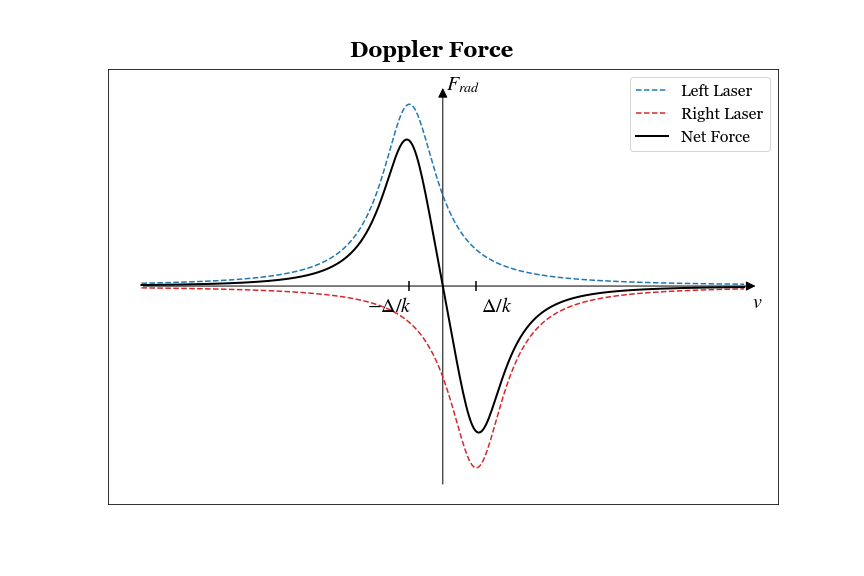 Doppler Force
F_rad
Left Laser
Right Laser
Net Force
−Δ/k
Δ/k
v